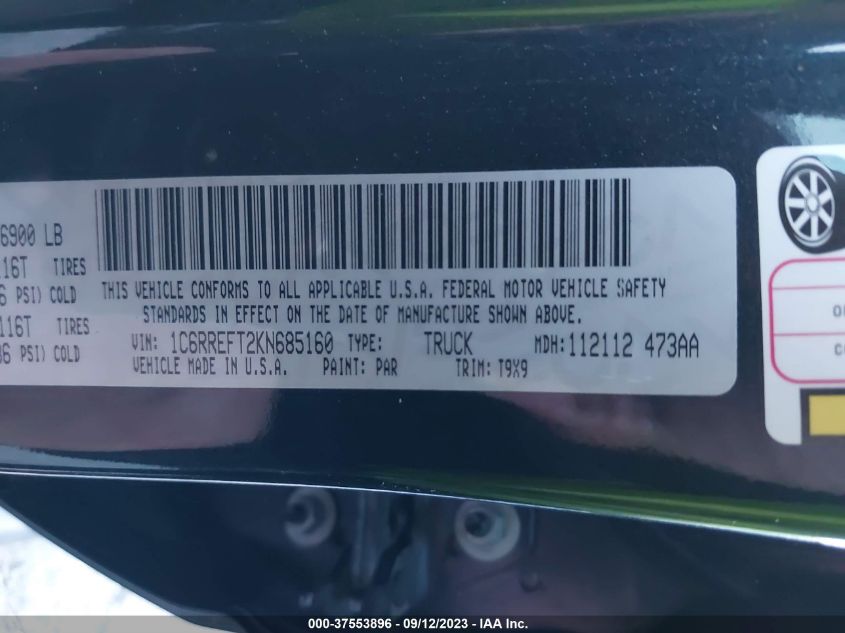 6900 LB
116T TIRES
6 PSI) COLD
116T TIRES
36 PSI) COLD
THIS VEHICLE CONFORMS TO ALL APPLICABLE U.S.A. FEDERAL MOTOR VEHICLE SAFETY
STANDARDS IN EFFECT ON THE DATE OF MANUFACTURE SHOWN ABOVE.
VIN: 1C6RREFT2KN685160 TYPE: TRUCK MDH:112112 473AA
VEHICLE MADE IN U.S.A. PAINT: PAR TRIM: T9X9
000-37553896 - 09/12/2023 - IAA Inc.